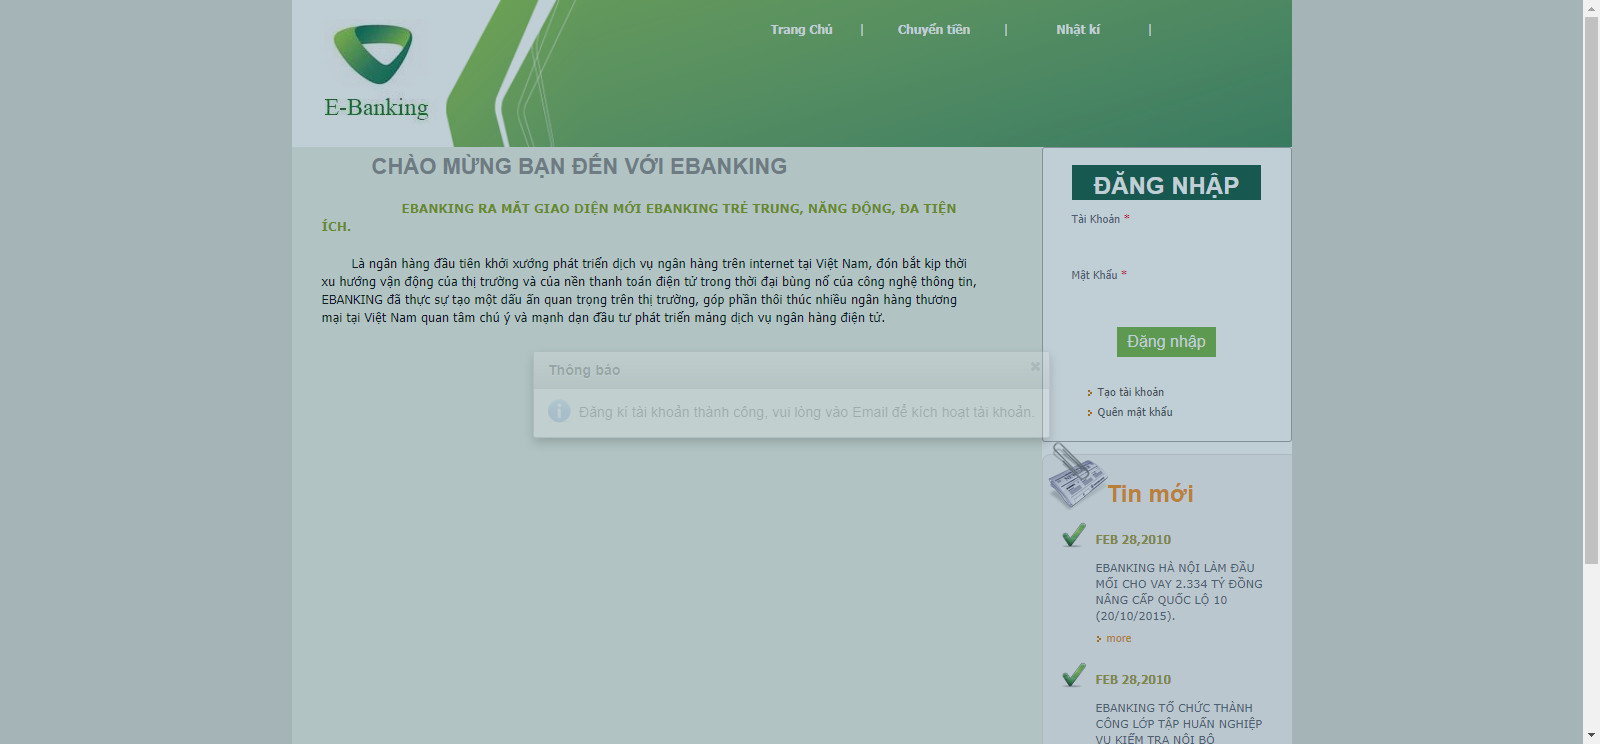 Trang Chủ | Chuyển tiền | Nhật kí |
E-Banking
CHÀO MỪNG BẠN ĐẾN VỚI EBANKING
EBANKING RA MẮT GIAO DIỆN MỚI EBANKING TRẺ TRUNG, NĂNG ĐỘNG, ĐA TIỆN
ÍCH.
Là ngân hàng đầu tiên khởi xướng phát triển dịch vụ ngân hàng trên internet tại Việt Nam, đón bắt kịp thời
xu hướng vận động của thị trường và của nền thanh toán điện tử trong thời đại bùng nổ của công nghệ thông tin,
EBANKING đã thực sự tạo một dấu ấn quan trọng trên thị trường, góp phần thôi thúc nhiều ngân hàng thương
mại tại Việt Nam quan tâm chú ý và mạnh dạn đầu tư phát triển mảng dịch vụ ngân hàng điện tử.
Thông báo
Đăng kí tài khoản thành công, vui lòng vào Email để kích hoạt tài khoản.
ĐĂNG NHẬP
Tài Khoản *
Mật Khẩu *
Đặng nhập
Tạo tài khoản
Quên mật khẩu
Tin mới
FEB 28,2010
EBANKING HÀ NỘI LÀM ĐẦU
MỐI CHO VAY 2.334 TỶ ĐỒNG
NÂNG CẤP QUỐC LỘ 10
(20/10/2015).
more
FEB 28,2010
EBANKING TỔ CHỨC THÀNH
CÔNG LỚP TẬP HUẤN NGHIỆP
VỤ KIỂM TRA NỘI BỘ